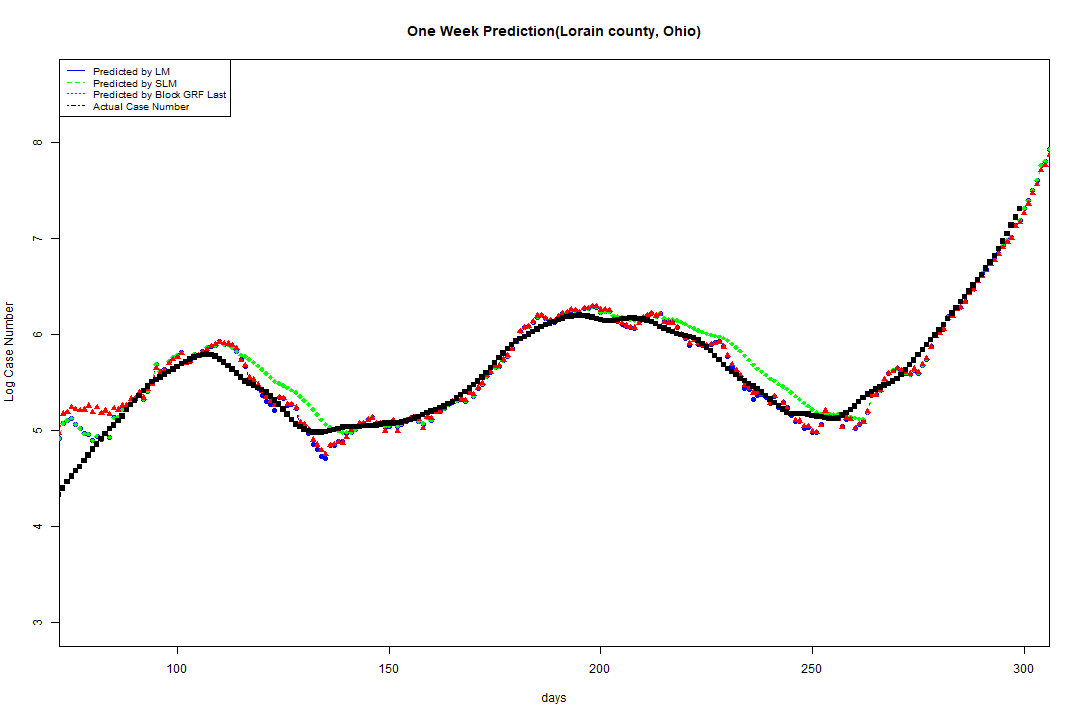 One Week Prediction(Lorain county, Ohio)
Predicted by LM
Predicted by SLM
Predicted by Block GRF Last
Actual Case Number
8
7
6
5
4
3
Log Case Number
100 150 200 250 300
days